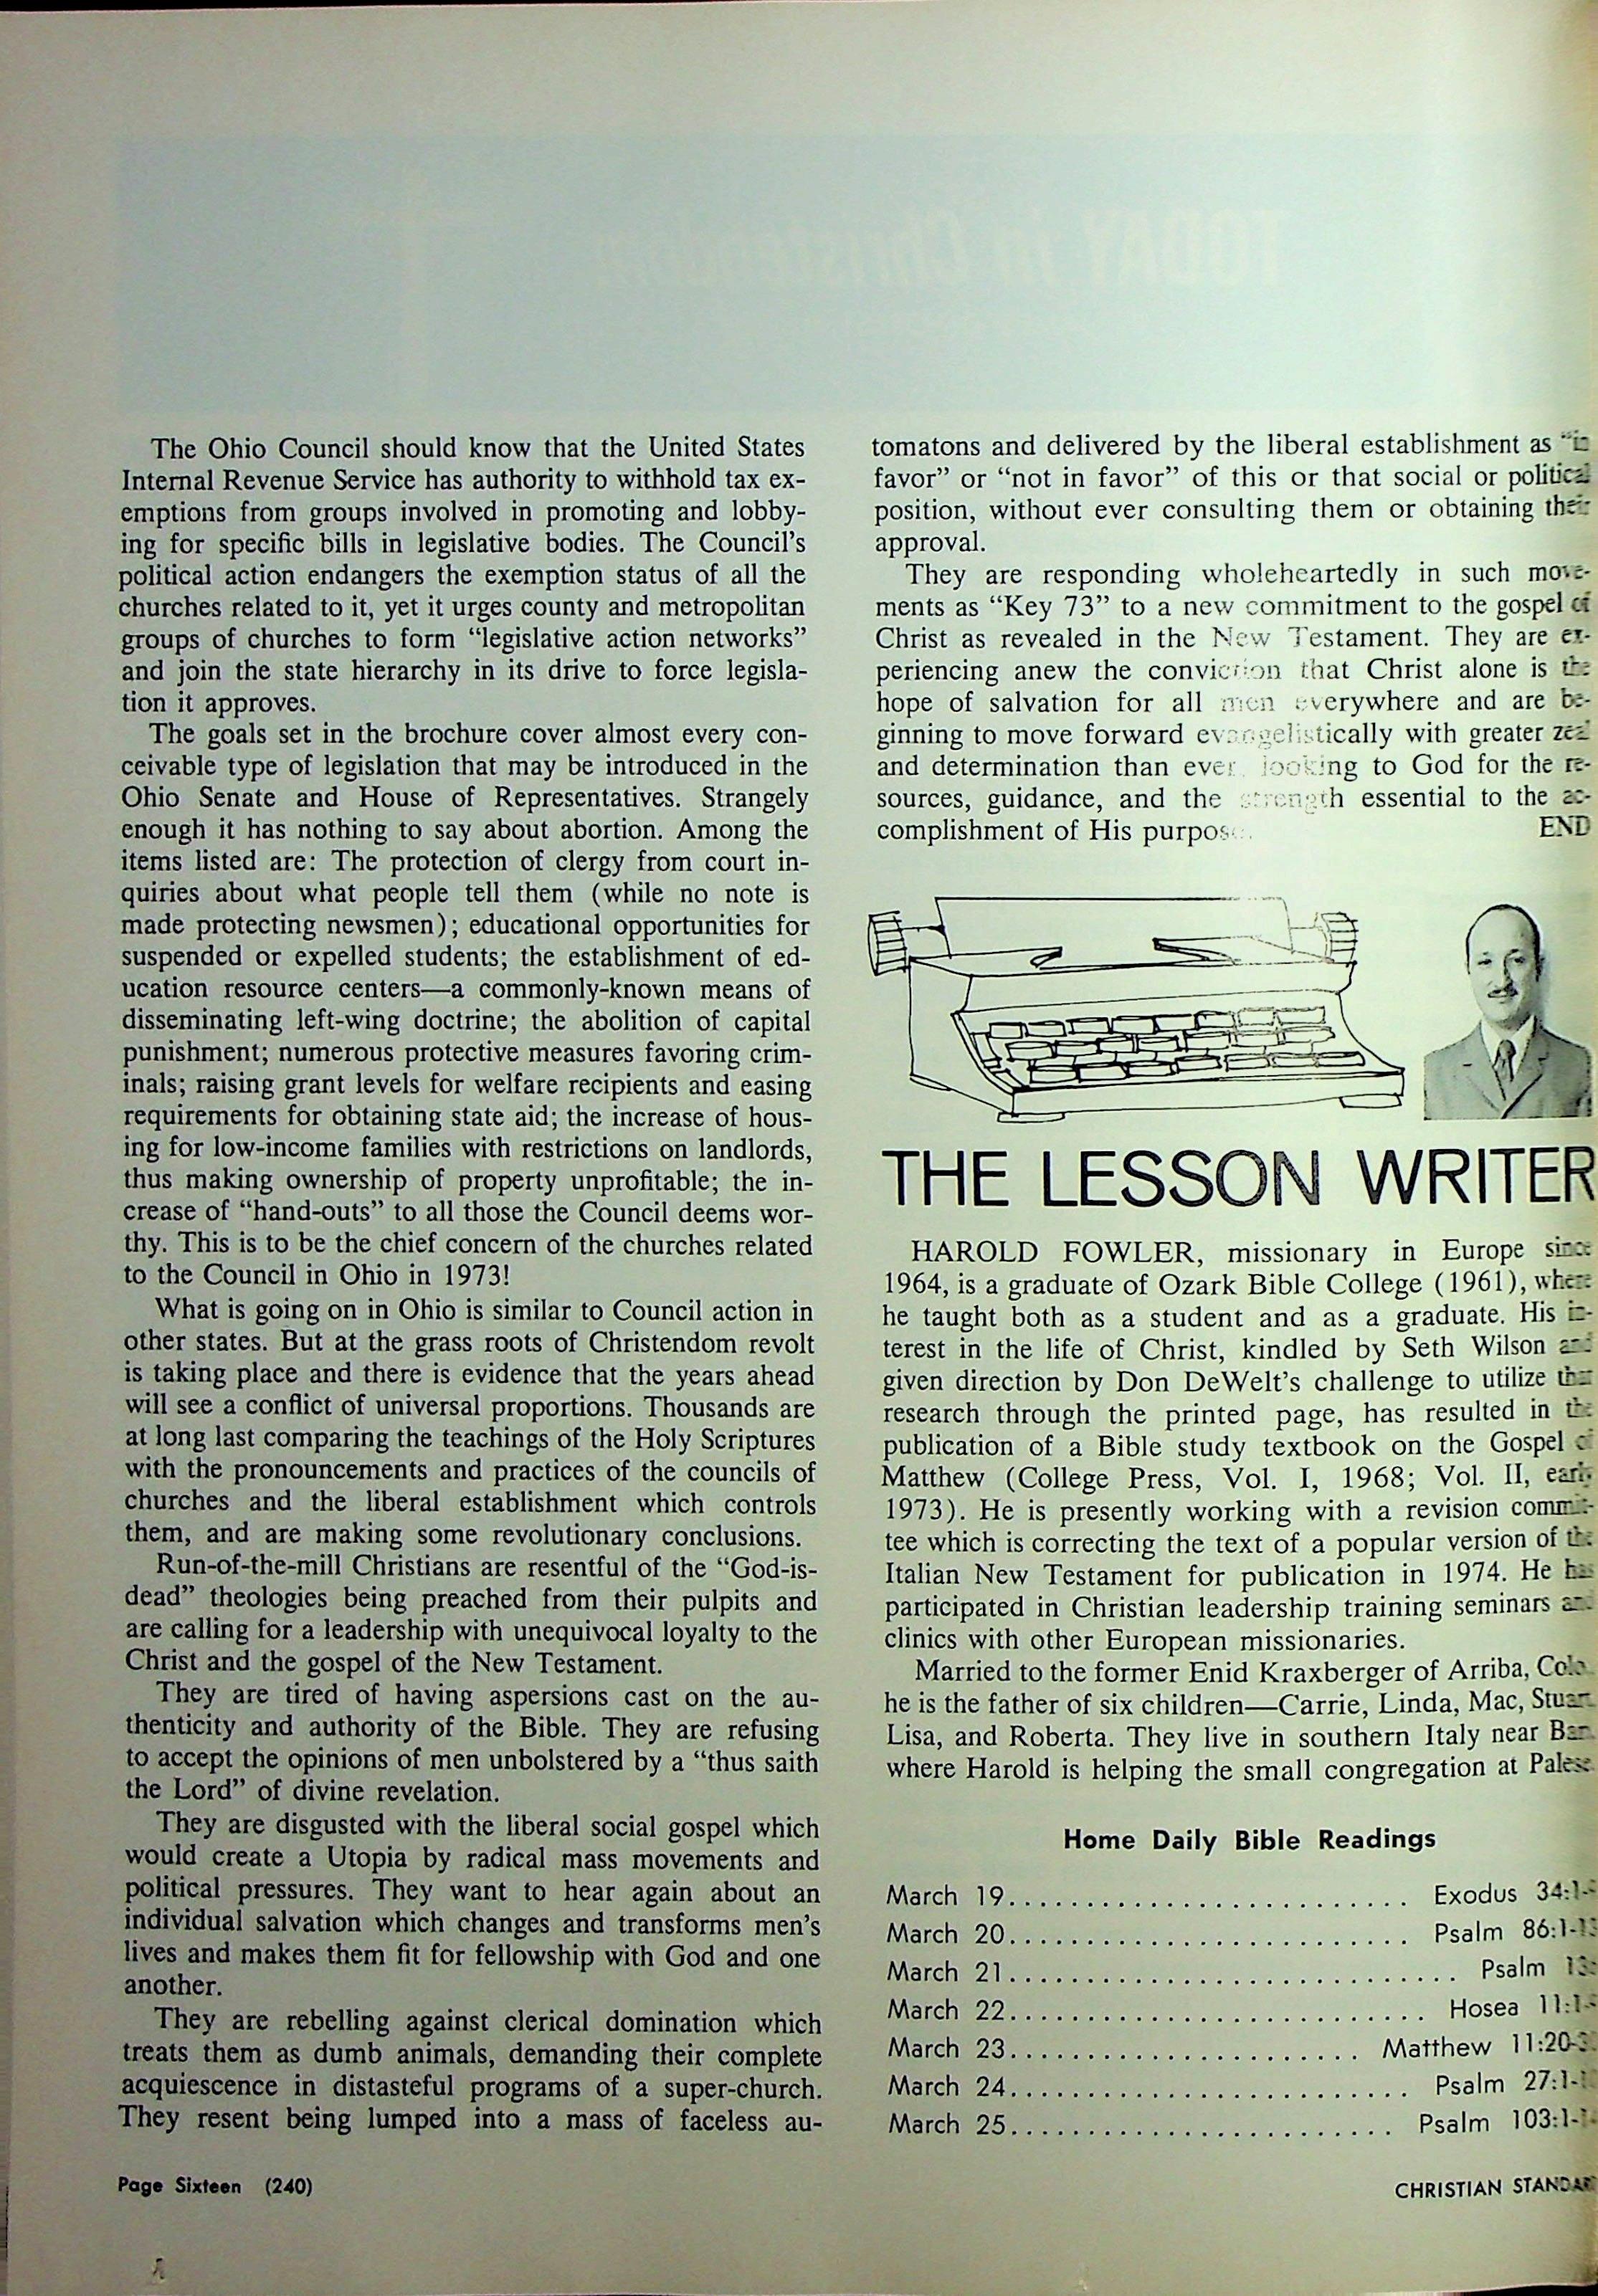 The Ohio Council should know that the United States
Internal Revenue Service has authority to withhold tax ex-
emptions from groups involved in promoting and lobby-
ing for specific bills in legislative bodies. The Council's
political action endangers the exemption status of all the
churches related to it, yet it urges county and metropolitan
groups of churches to form “legislative action networks”
and join the state hierarchy in its drive to force legisla-
tion it approves.
The goals set in the brochure cover almost every con-
ceivable type of legislation that may be introduced in the
Ohio Senate and House of Representatives. Strangely
enough it has nothing to say about abortion. Among the
items listed are: The protection of clergy from court in-
quiries about what people tell them (while no note is
made protecting newsmen); educational opportunities for
suspended or expelled students; the establishment of ed-
ucation resource centers—a commonly-known means of
disseminating left-wing doctrine; the abolition of capital
punishment; numerous protective measures favoring crim-
inals; raising grant levels for welfare recipients and easing
requirements for obtaining state aid; the increase of hous-
ing for low-income families with restrictions on landlords,
thus making ownership of property unprofitable; the in-
crease of “hand-outs” to all those the Council deems wor-
thy. This is to be the chief concern of the churches related
to the Council in Ohio in 1973!
What is going on in Ohio is similar to Council action in
other states. But at the grass roots of Christendom revolt
is taking place and there is evidence that the years ahead
will see a conflict of universal proportions. Thousands are
at long last comparing the teachings of the Holy Scriptures
with the pronouncements and practices of the councils of
churches and the liberal establishment which controls
them, and are making some revolutionary conclusions.
Run-of-the-mill Christians are resentful of the “God-is-
dead” theologies being preached from their pulpits and
are calling for a leadership with unequivocal loyalty to the
Christ and the gospel of the New Testament.
They are tired of having aspersions cast on the au-
thenticity and authority of the Bible. They are refusing
to accept the opinions of men unbolstered by a “thus saith
the Lord” of divine revelation.
They are disgusted with the liberal social gospel which
would create a Utopia by radical mass movements and
political pressures. They want to hear again about an
individual salvation which changes and transforms men's
lives and makes them fit for fellowship with God and one
another.
They are rebelling against clerical domination which
treats them as dumb animals, demanding their complete
acquiescence in distasteful programs of a super-church.
They resent being lumped into a mass of faceless au-
tomatons and delivered by the liberal establishment as “in
favor” or “not in favor” of this or that social or political
position, without ever consulting them or obtaining their
approval.
They are responding wholeheartedly in such move-
ments as “Key 73” to a new commitment to the gospel of
Christ as revealed in the New Testament. They are ex-
periencing anew the conviction that Christ alone is the
hope of salvation for all men everywhere and are be-
ginning to move forward evangelistically with greater zeal
and determination than ever, looking to God for the re-
sources, guidance, and the strength essential to the ac-
complishment of His purpose. END
THE LESSON WRITER
HAROLD FOWLER, missionary in Europe since
1964, is a graduate of Ozark Bible College (1961), where
he taught both as a student and as a graduate. His in-
terest in the life of Christ, kindled by Seth Wilson and
given direction by Don DeWelt's challenge to utilize that
research through the printed page, has resulted in the
publication of a Bible study textbook on the Gospel of
Matthew (College Press, Vol. I, 1968; Vol. II, early
1973). He is presently working with a revision commit-
tee which is correcting the text of a popular version of the
Italian New Testament for publication in 1974. He has
participated in Christian leadership training seminars and
clinics with other European missionaries.
Married to the former Enid Kraxberger of Arriba, Colo.
he is the father of six children—Carrie, Linda, Mac, Stuart
Lisa, and Roberta. They live in southern Italy near
where Harold is helping the small congregation at
Home Daily Bible Readings
March 19........................ Exodus
March 20........................ Psalm
March 21........................ Psalm
March 22........................ Hosea
March 23........................ Matthew
March 24........................ Psalm
March 25........................ Psalm
Page Sixteen (240)
CHRISTIAN STANDARD